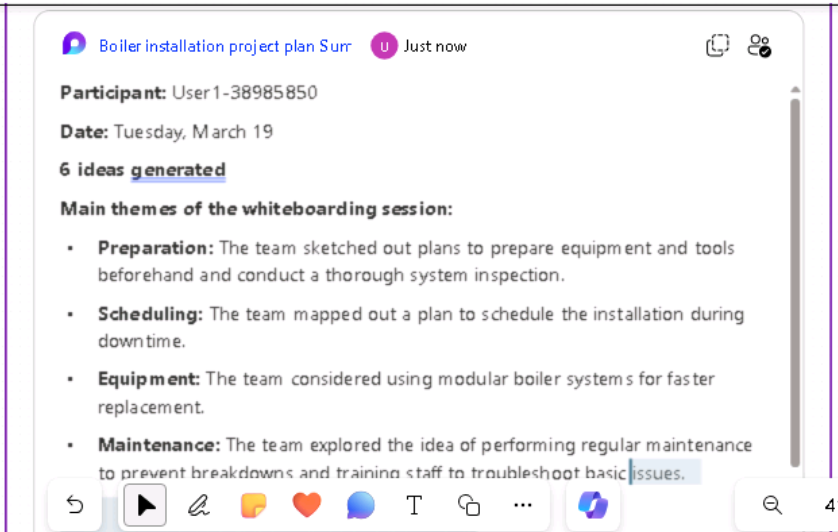 Boiler installation project plan Sum
U Just now
Participant: User1-38985850
Date: Tuesday, March 19
6 ideas generated
Main themes of the whiteboarding session:
Preparation: The team sketched out plans to prepare equipment and tools
beforehand and conduct a thorough system inspection.
Scheduling: The team mapped out a plan to schedule the installation during
downtime.
Equipment: The team considered using modular boiler systems for faster
replacement.
Maintenance: The team explored the idea of performing regular maintenance
to prevent breakdowns and training staff to troubleshoot basic issues.
T
4